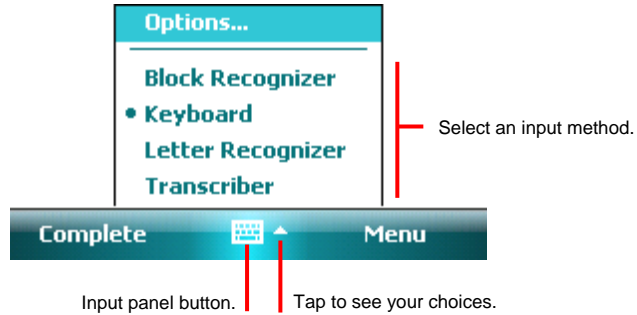 Options...
Block Recognizer
Keyboard
Letter Recognizer
Transcriber
Select an input method.
Complete
Menu
Input panel button.
Tap to see your choices.